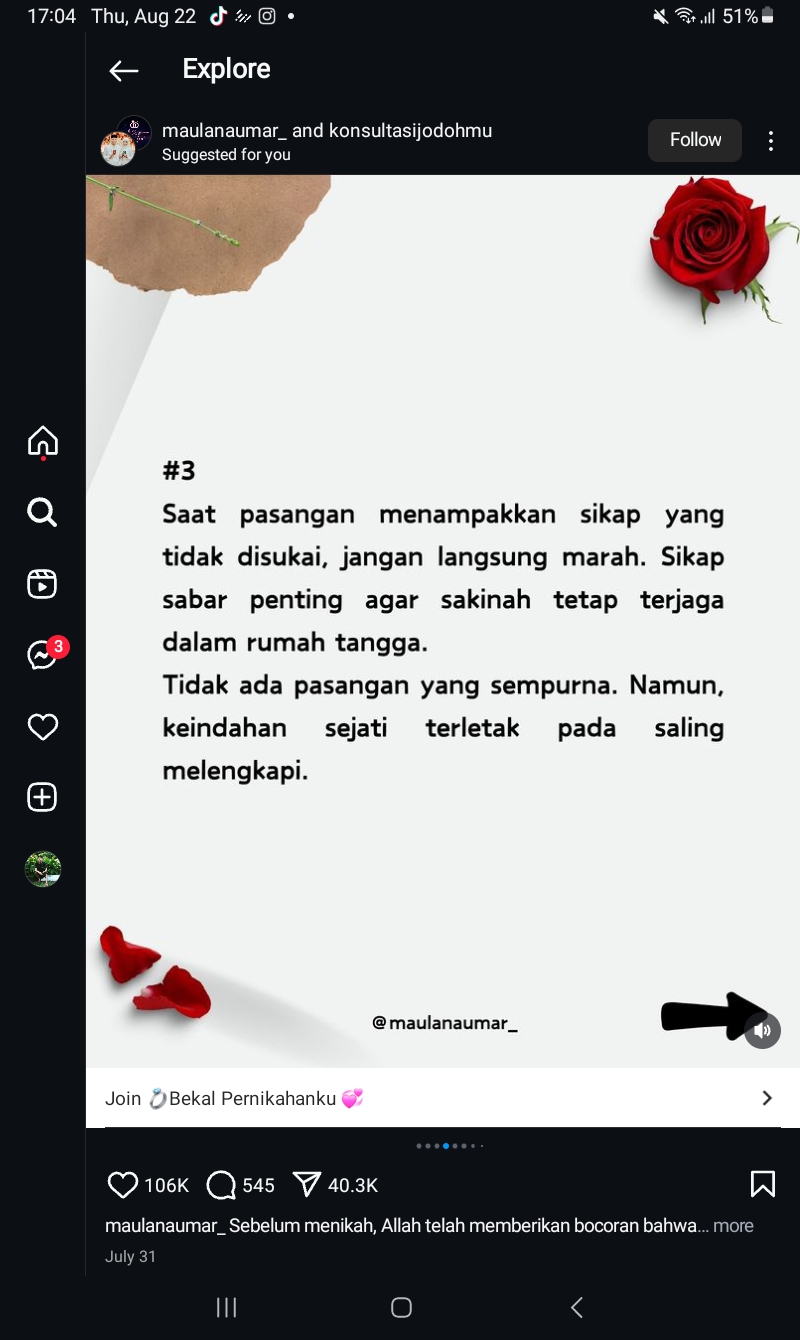 17:04 Thu, Aug 22 51%
Explore
maulanaumar_ and konsultasijodohmu
Suggested for you
Follow
#3
Saat pasangan menampakkan sikap yang
tidak disukai, jangan langsung marah. Sikap
sabar penting agar sakinah tetap terjaga
dalam rumah tangga.
Tidak ada pasangan yang sempurna. Namun,
keindahan sejati terletak pada saling
melengkapi.
3
@maulanaumar_
Join 💍Bekal Pernikahanku 💞
106K 545 40.3K
maulanaumar_ Sebelum menikah, Allah telah memberikan bocoran bahwa... more
July 31